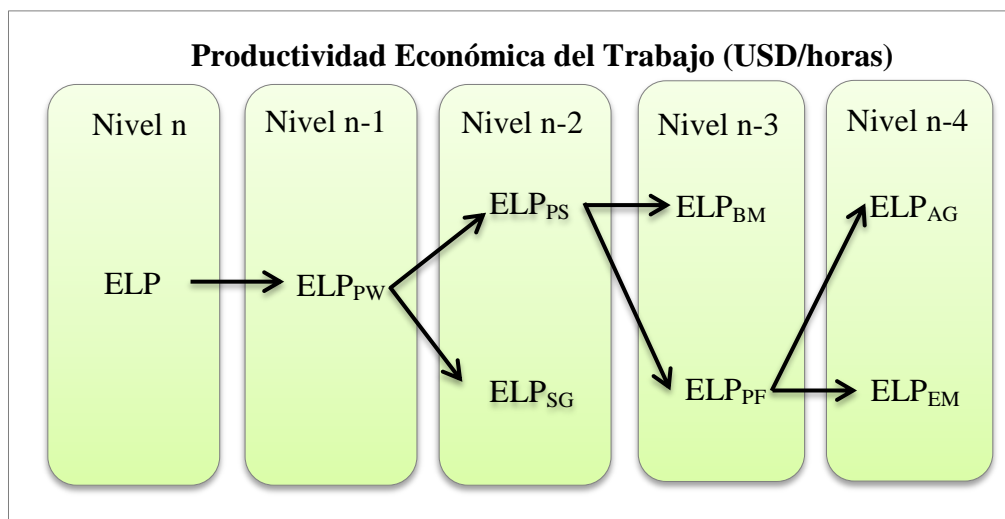 Productividad Económica del Trabajo (USD/horas)
Nivel n
Nivel n-1
Nivel n-2
Nivel n-3
Nivel n-4
ELP
ELP_PW
ELP_PS
ELP_SG
ELP_BM
ELP_PF
ELP_AG
ELP_EM